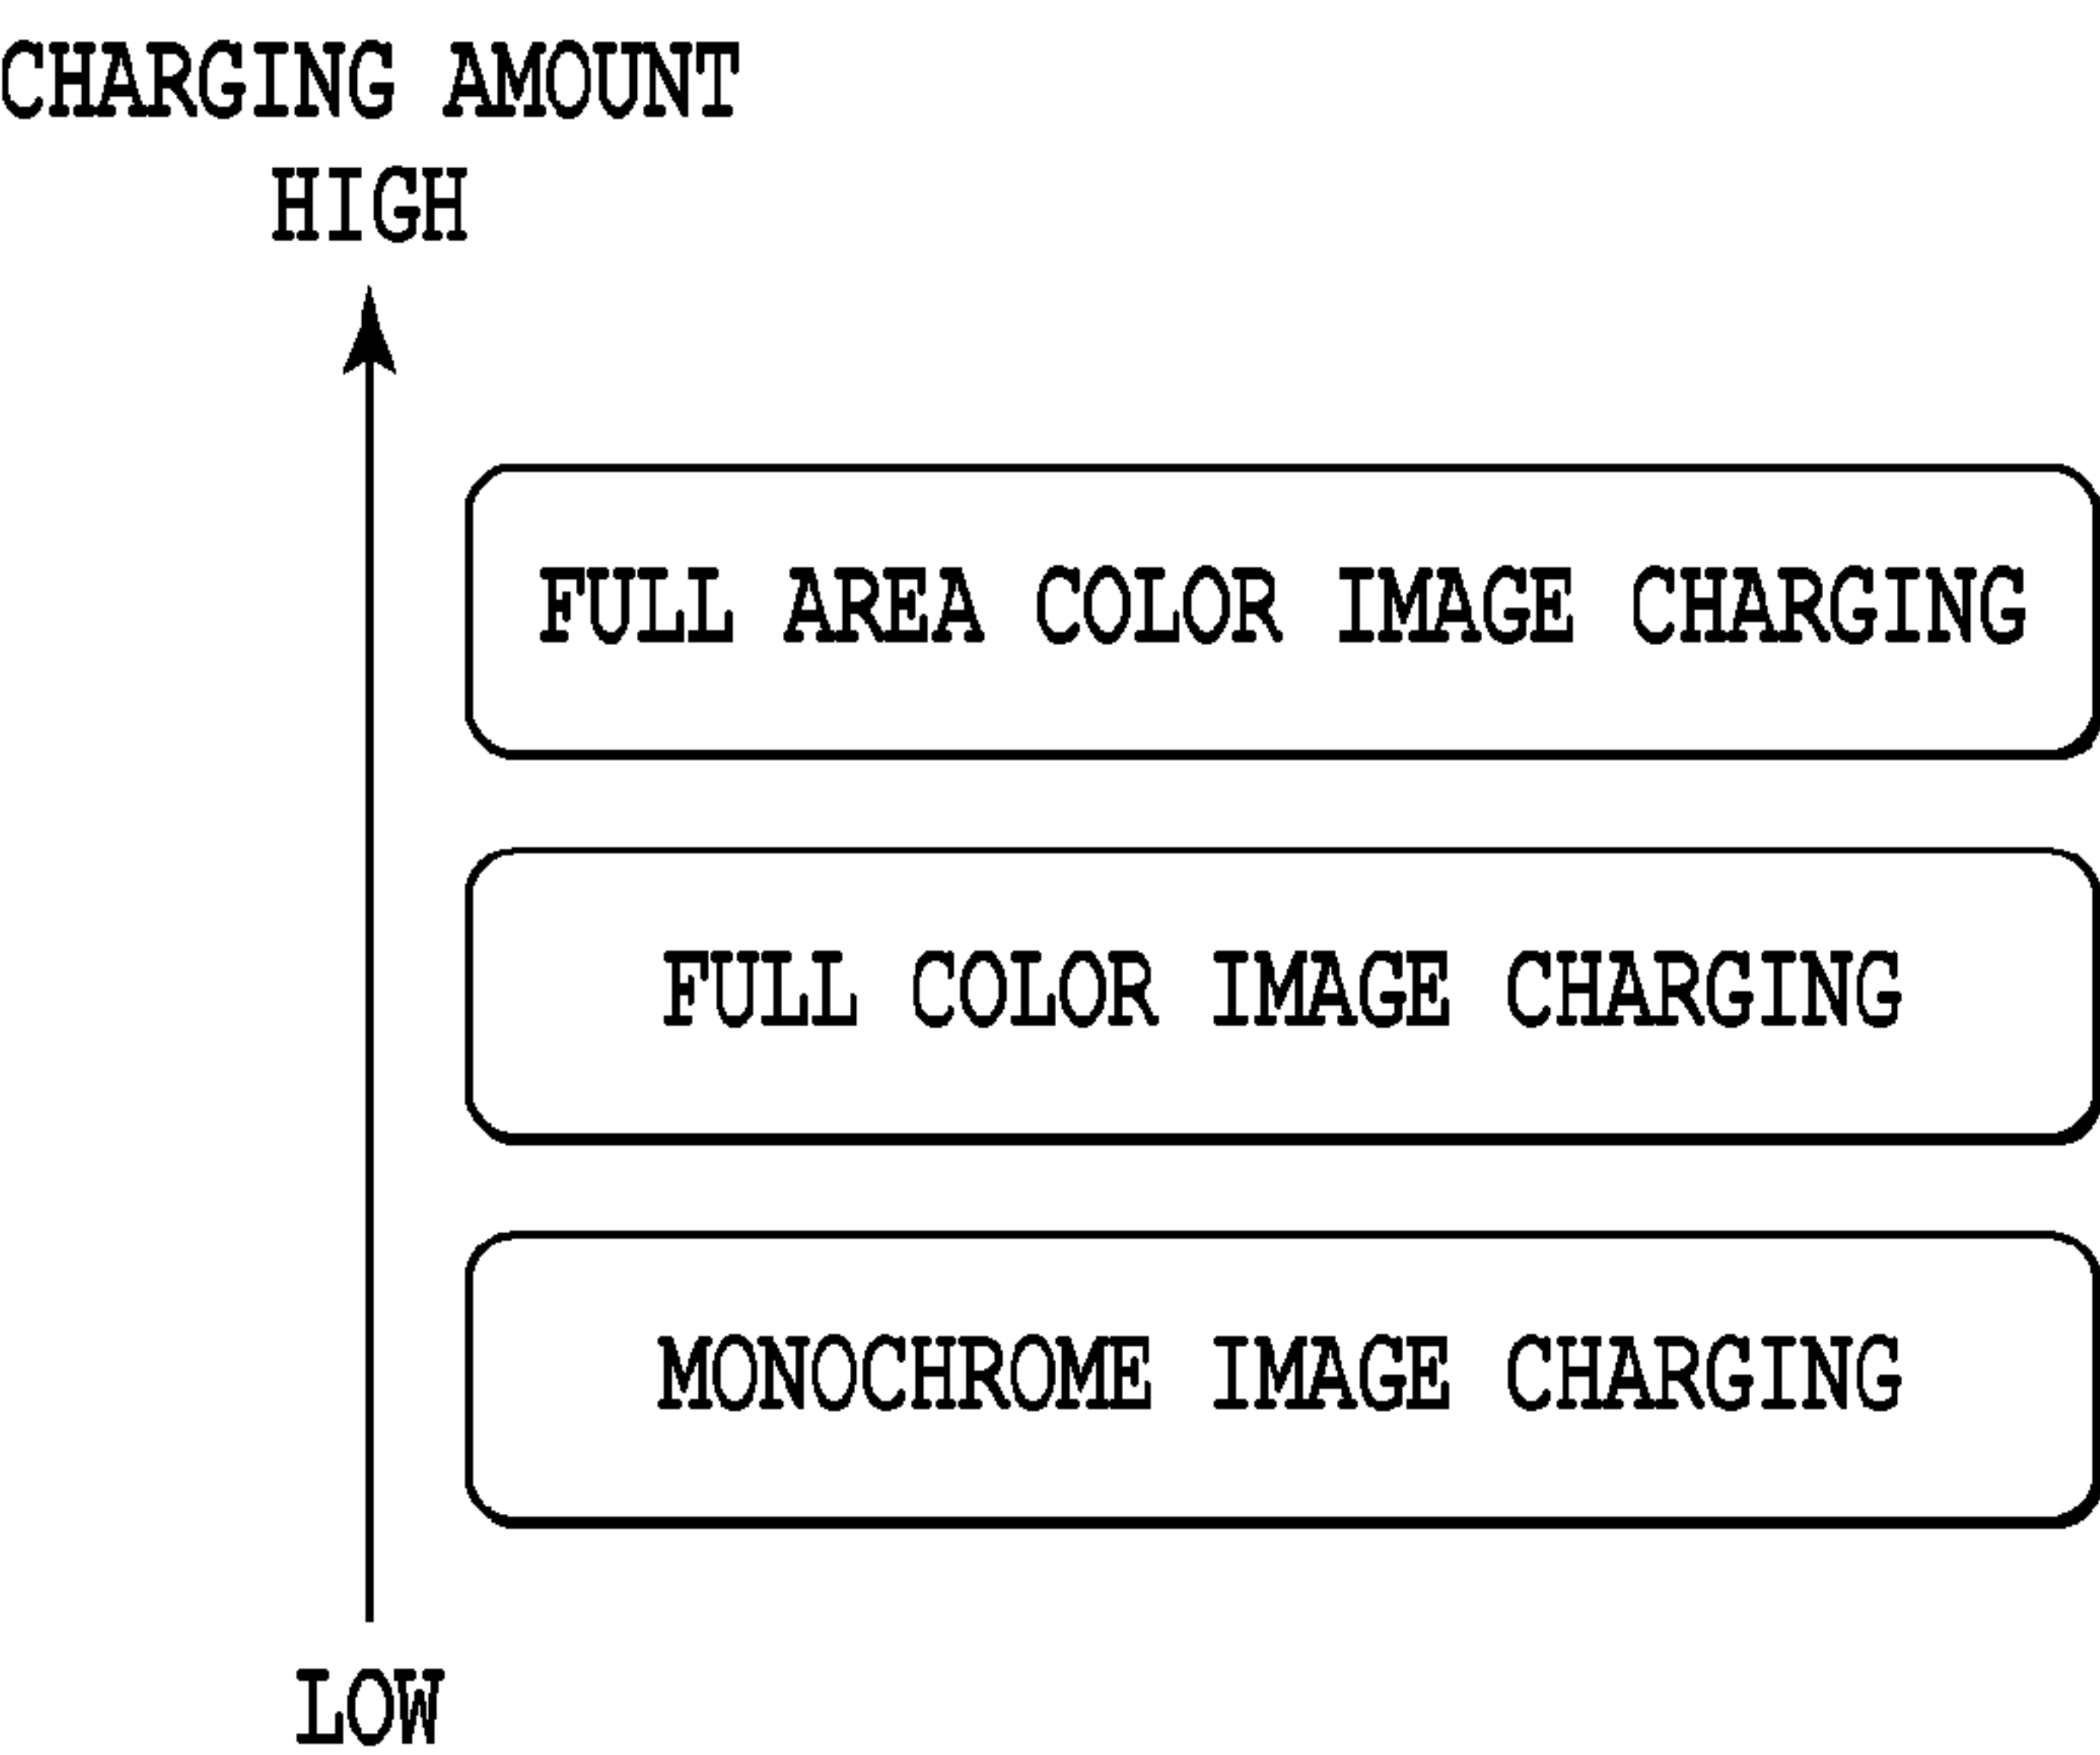 CHARGING AMOUNT
HIGH
FULL AREA COLOR IMAGE CHARGING
FULL COLOR IMAGE CHARGING
MONOCHROME IMAGE CHARGING
LOW